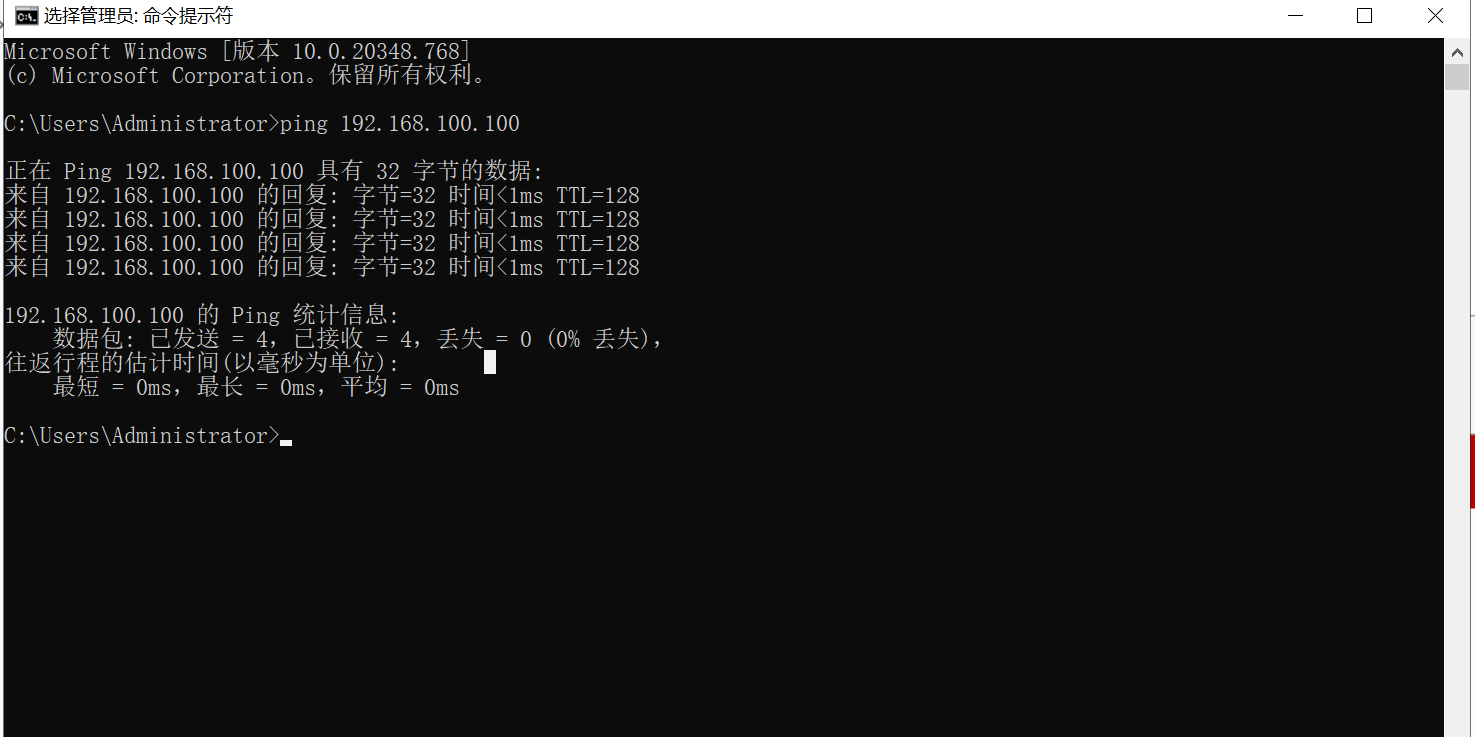 选择管理员: 命令提示符
Microsoft Windows [版本 10.0.20348.768]
(c) Microsoft Corporation。保留所有权利。
C:\Users\Administrator>ping 192.168.100.100
正在 Ping 192.168.100.100 具有 32 字节的数据:
来自 192.168.100.100 的回复: 字节=32 时间<1ms TTL=128
来自 192.168.100.100 的回复: 字节=32 时间<1ms TTL=128
来自 192.168.100.100 的回复: 字节=32 时间<1ms TTL=128
来自 192.168.100.100 的回复: 字节=32 时间<1ms TTL=128
192.168.100.100 的 Ping 统计信息:
数据包: 已发送 = 4，已接收 = 4，丢失 = 0 (0% 丢失)，
往返行程的估计时间(以毫秒为单位):
最短 = 0ms，最长 = 0ms，平均 = 0ms
C:\Users\Administrator>